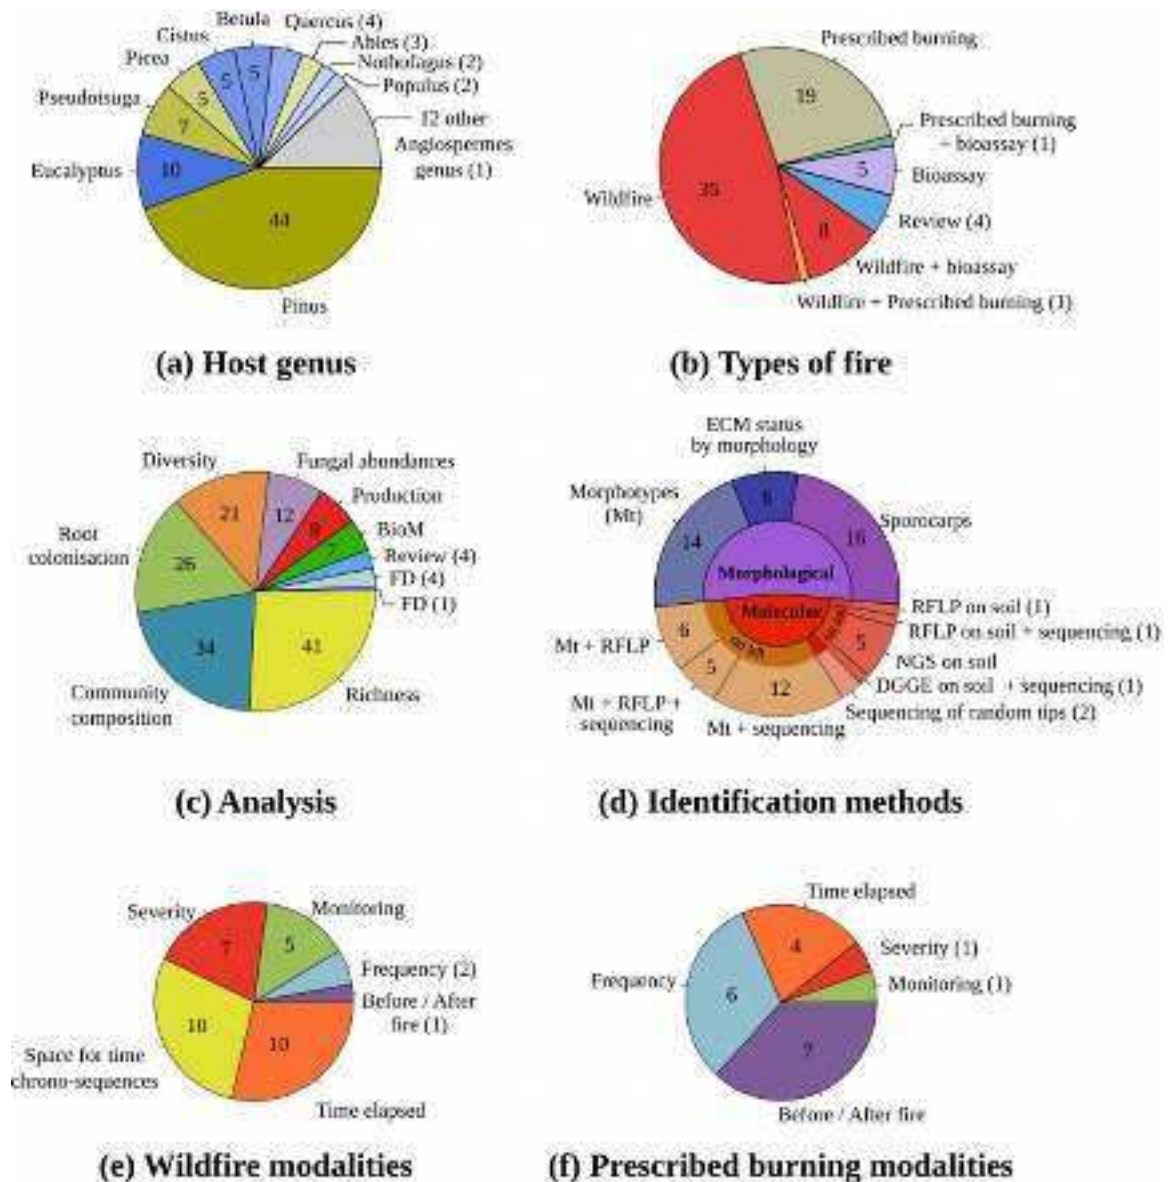 Betula
Quercus (4)
Cistus
Abies (3)
Picea
Nothofagus (2)
Populus (2)
Pseudotsuga
5
5
5
7
12 other
Angiospermes
genus (1)
Eucalyptus
10
44
Pinus
(a) Host genus
Prescribed burning
19
Prescribed burning
+ bioassay (1)
5
Bioassay
Wildfire
35
Review (4)
8
Wildfire + bioassay
Wildfire + Prescribed burning (1)
(b) Types of fire
Diversity
Fungal abundances
Production
21
12
9
BioM
7
Root
colonisation
Review (4)
FD (4)
26
FD (1)
34
41
Community
composition
Richness
(c) Analysis
ECM status
by morphology
Morphotypes
(Mt)
6
Sporocarps
14
16
Morphological
Molecular
RFLP on soil (1)
RFLP on soil + sequencing (1)
Mt + RFLP
6
on Mt
5
NGS on soil
5
DGGE on soil + sequencing (1)
12
Sequencing of random tips (2)
Mt + RFLP +
sequencing
Mt + sequencing
(d) Identification methods
Severity
Monitoring
7
5
Frequency (2)
Before / After
fire (1)
10
10
Space for time
chrono-sequences
Time elapsed
(e) Wildfire modalities
Time elapsed
4
Severity (1)
Frequency
6
Monitoring (1)
7
Before / After fire
(f) Prescribed burning modalities